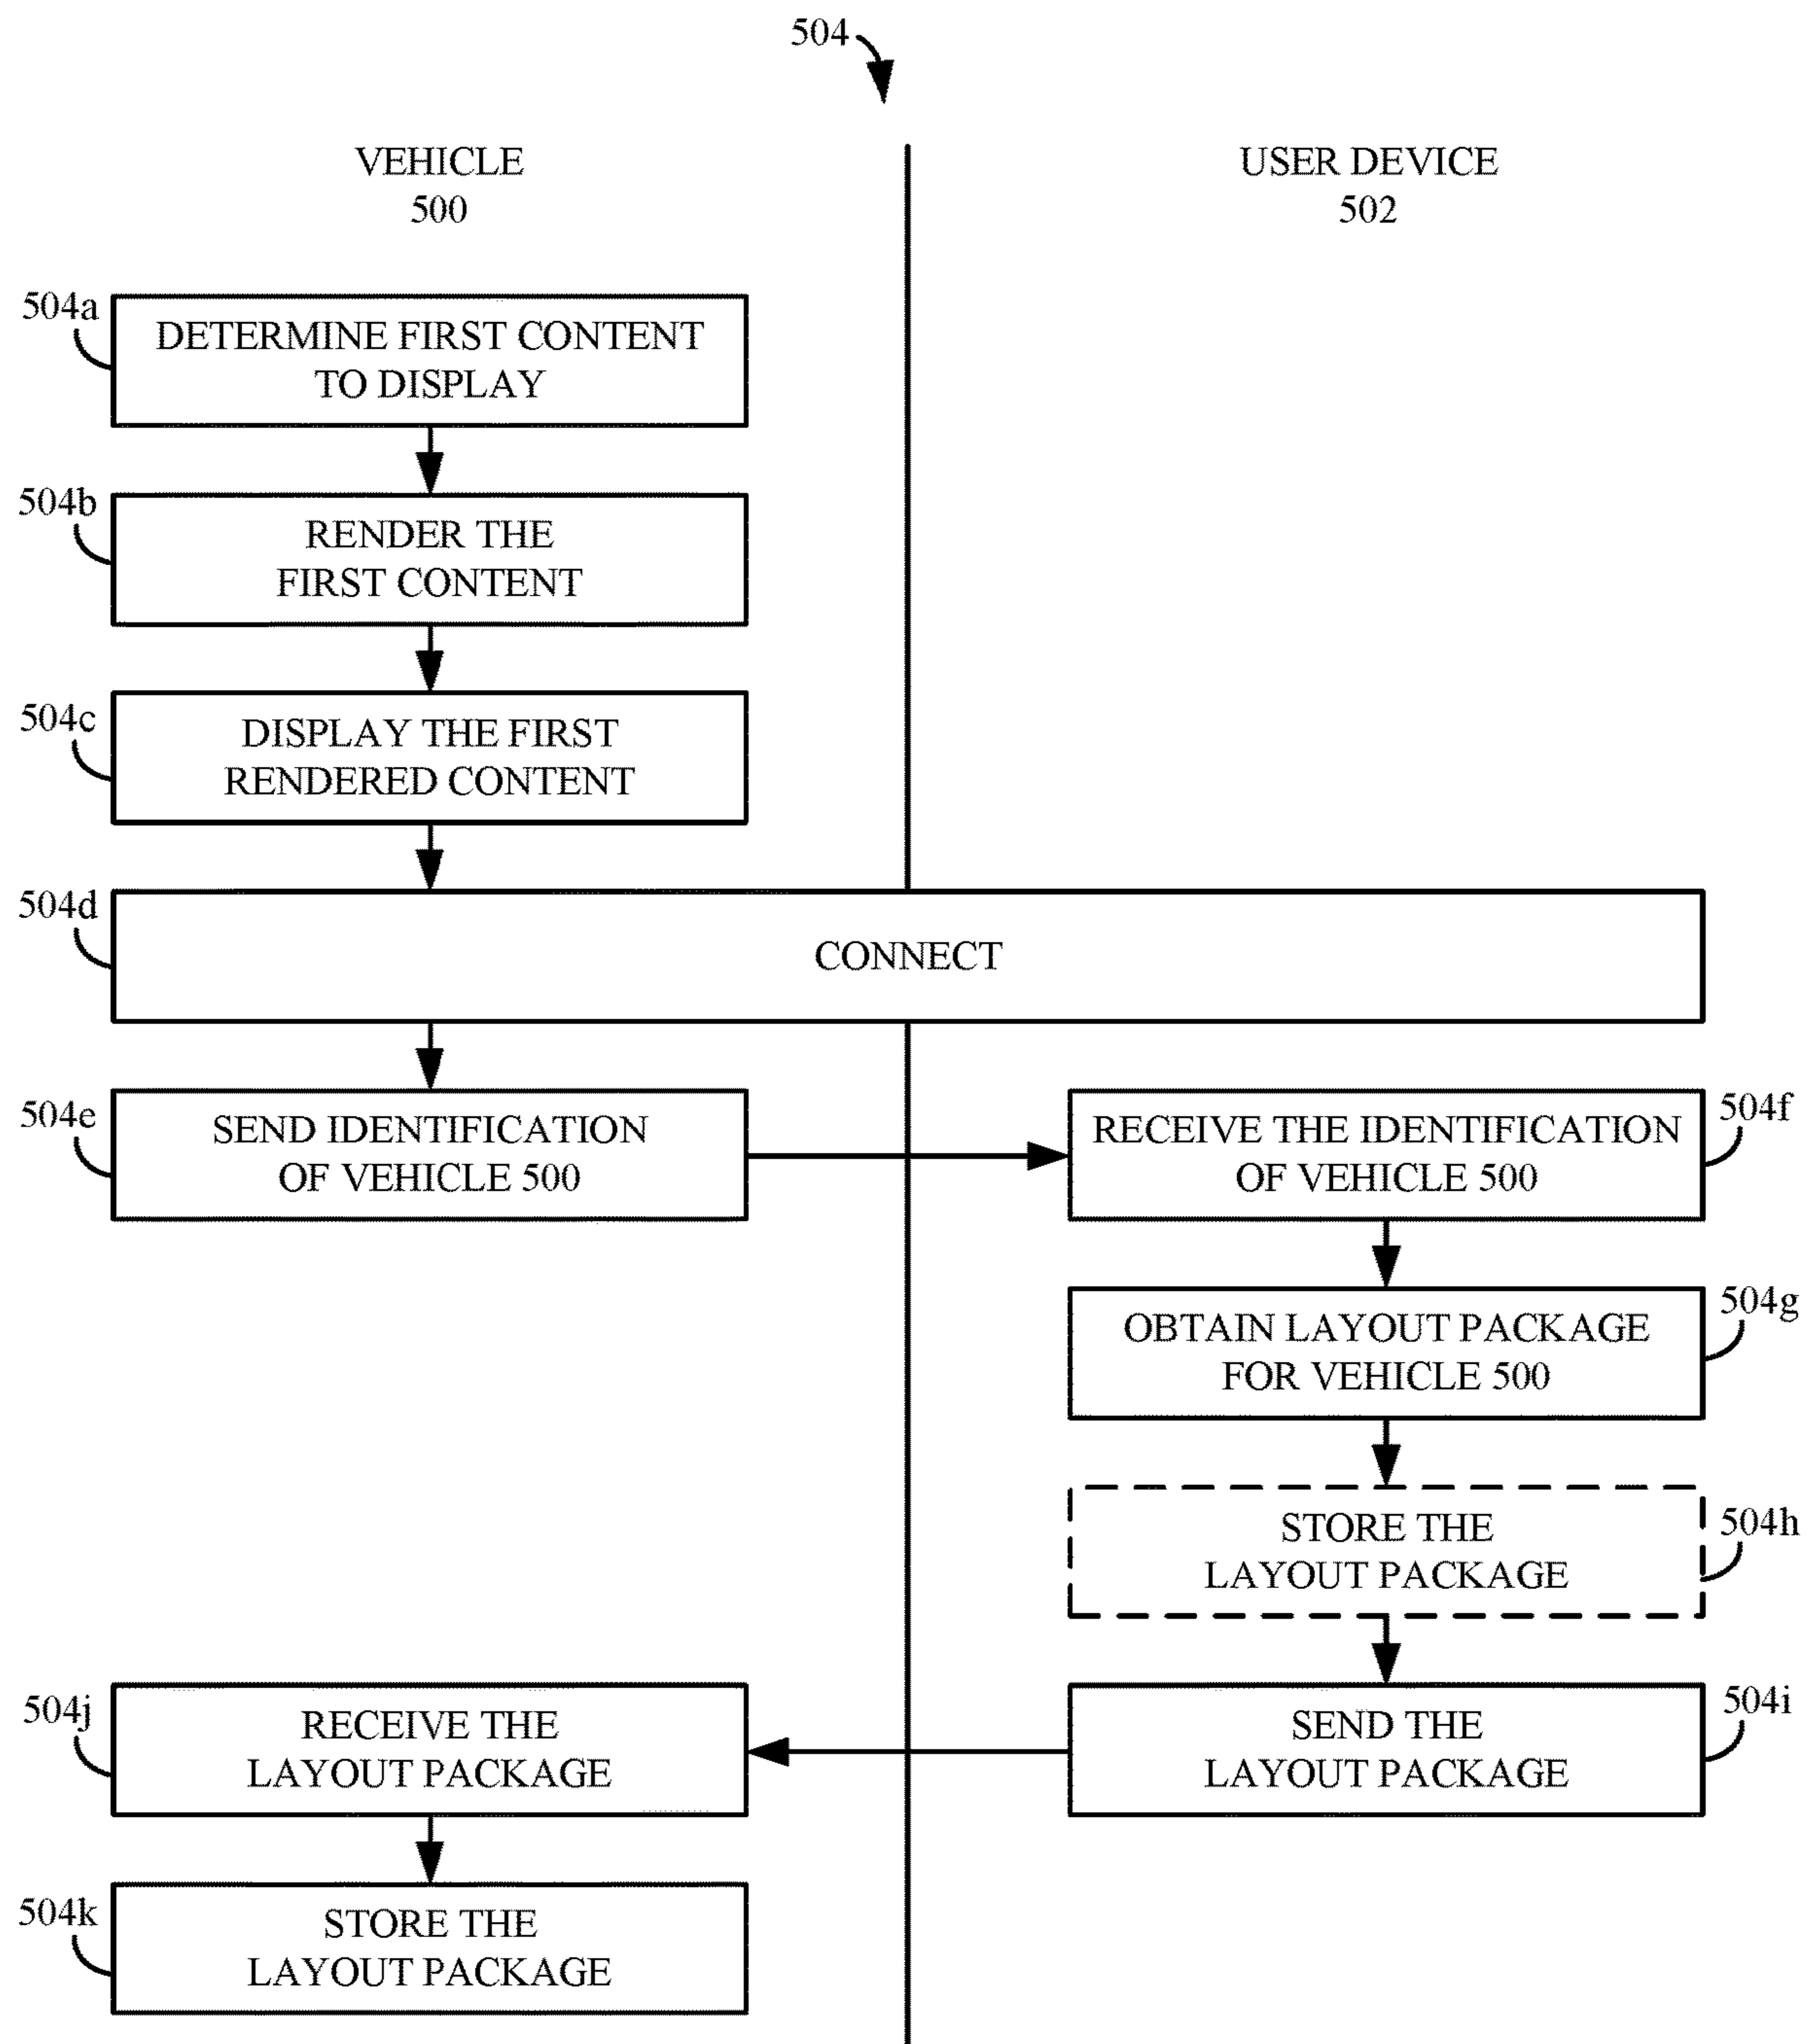 504
VEHICLE
500
USER DEVICE
502
504a
DETERMINE FIRST CONTENT
TO DISPLAY
504b
RENDER THE
FIRST CONTENT
504c
DISPLAY THE FIRST
RENDERED CONTENT
504d
CONNECT
504e
SEND IDENTIFICATION
OF VEHICLE 500
RECEIVE THE IDENTIFICATION
OF VEHICLE 500
504f
OBTAIN LAYOUT PACKAGE
FOR VEHICLE 500
504g
STORE THE
LAYOUT PACKAGE
504h
504j
RECEIVE THE
LAYOUT PACKAGE
SEND THE
LAYOUT PACKAGE
504i
504k
STORE THE
LAYOUT PACKAGE